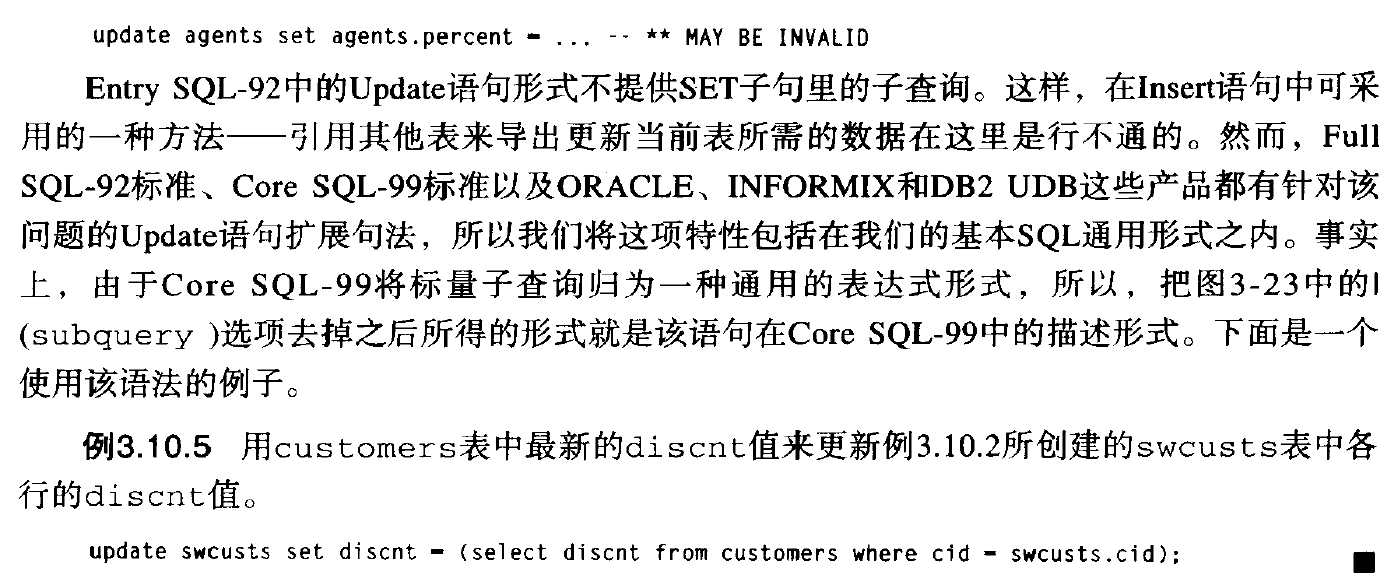 update agents set agents.percent = ... -- ** MAY BE INVALID
Entry SQL-92中的Update语句形式不提供SET子句里的子查询。这样，在Insert语句中可采
用的一种方法——引用其他表来导出更新当前表所需的数据在这里是行不通的。然而，Full
SQL-92标准、Core SQL-99标准以及ORACLE、INFORMIX和DB2 UDB这些产品都有针对该
问题的Update语句扩展句法，所以我们将这项特性包括在我们的基本SQL通用形式之内。事实
上，由于Core SQL-99将标量子查询归为一种通用的表达式形式，所以，把图3-23中的|
(subquery )选项去掉之后所得的形式就是该语句在Core SQL-99中的描述形式。下面是一个
使用该语法的例子。
例3.10.5 用customers表中最新的discnt值来更新例3.10.2所创建的swcusts表中各
行的discnt值。
update swcusts set discnt = (select discnt from customers where cid = swcusts.cid);